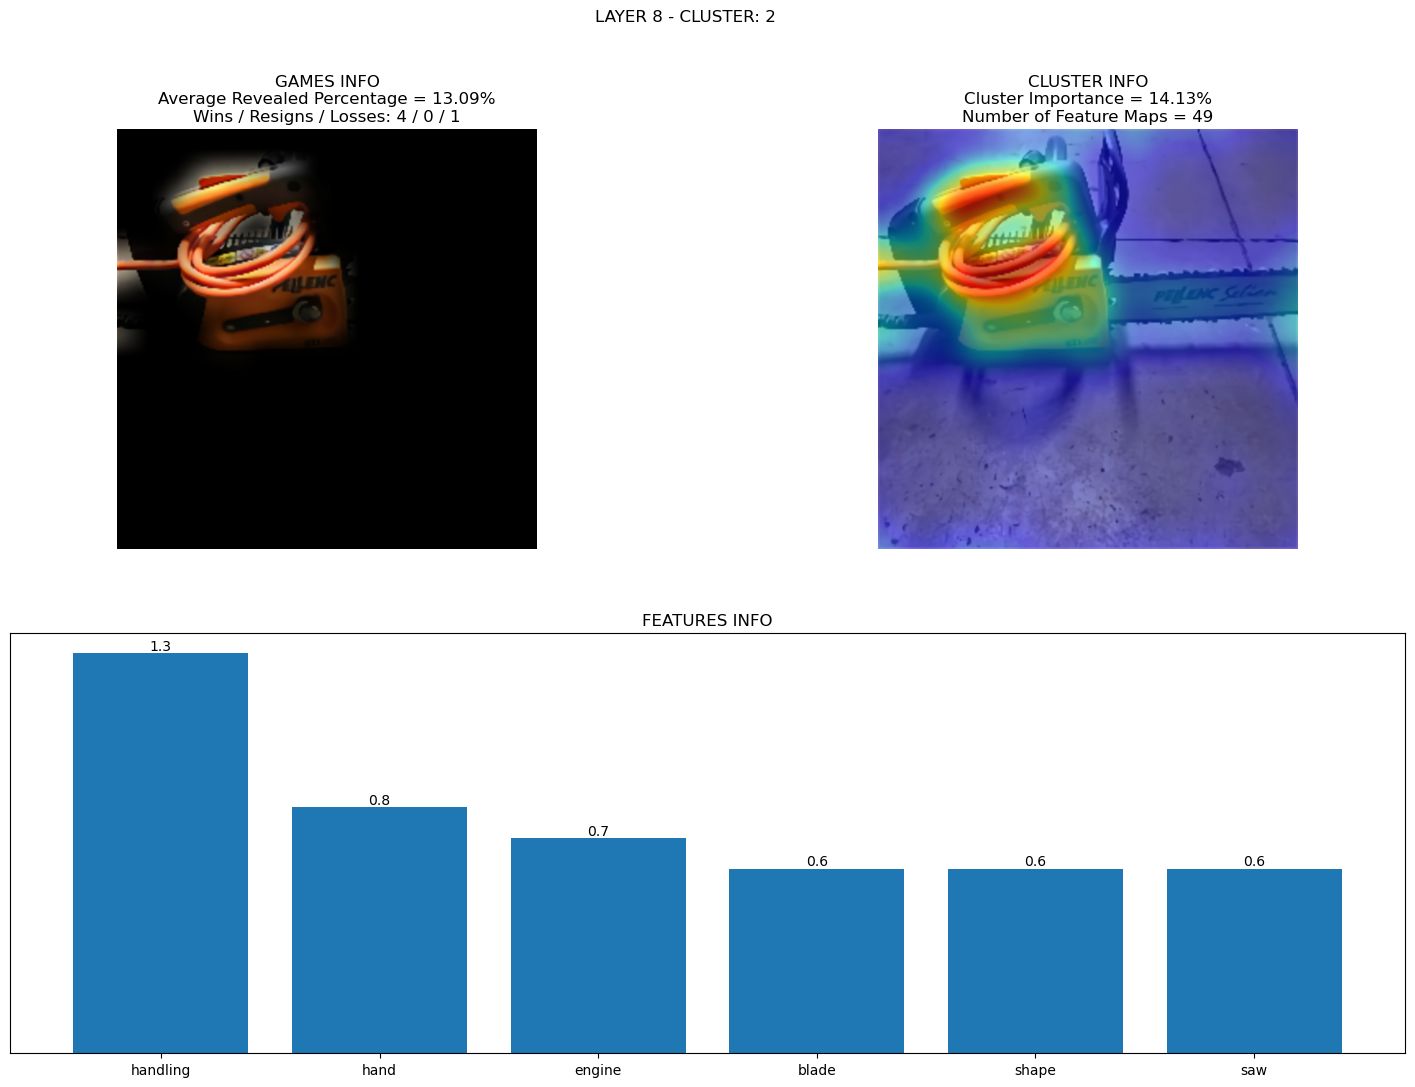 LAYER 8 - CLUSTER: 2
GAMES INFO
Average Revealed Percentage = 13.09%
Wins / Resigns / Losses: 4 / 0 / 1
CLUSTER INFO
Cluster Importance = 14.13%
Number of Feature Maps = 49
PELLENC
PELLENC
PELLENC Selion
FEATURES INFO
1.3
0.8
0.7
0.6
0.6
0.6
handling
hand
engine
blade
shape
saw